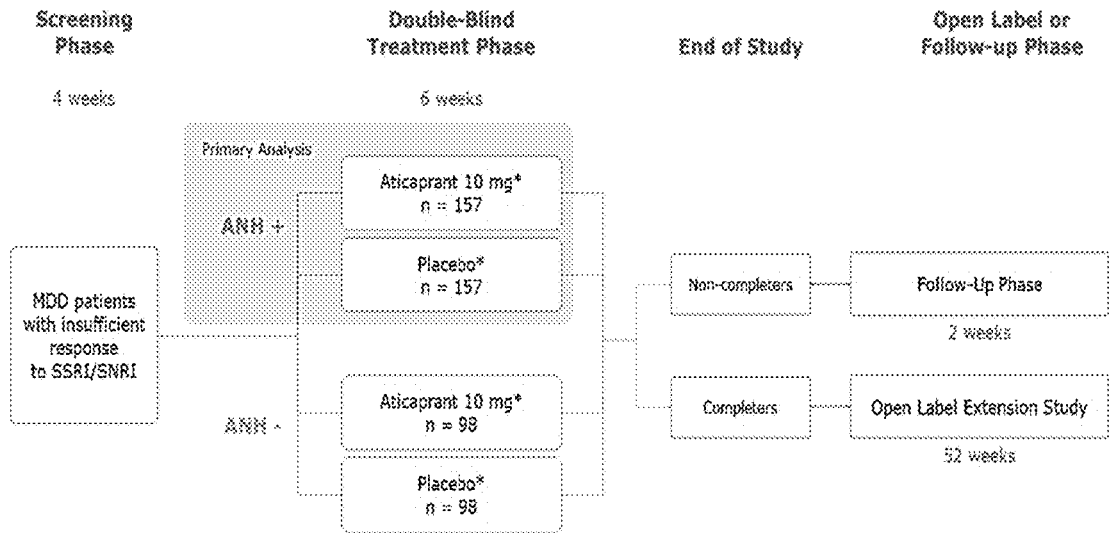 Screening
Phase
4 weeks
Double-Blind
Treatment Phase
6 weeks
End of Study
Open Label or
Follow-up Phase
Primary Analysis
ANH +
Aticaprant 10 mg*
n = 157
Placebo*
n = 157
MDD patients
with insufficient
response
to SSRI/SNRI
ANH -
Aticaprant 10 mg*
n = 98
Placebo*
n = 98
Non-completers
Follow-Up Phase
2 weeks
Completers
Open Label Extension Study
52 weeks